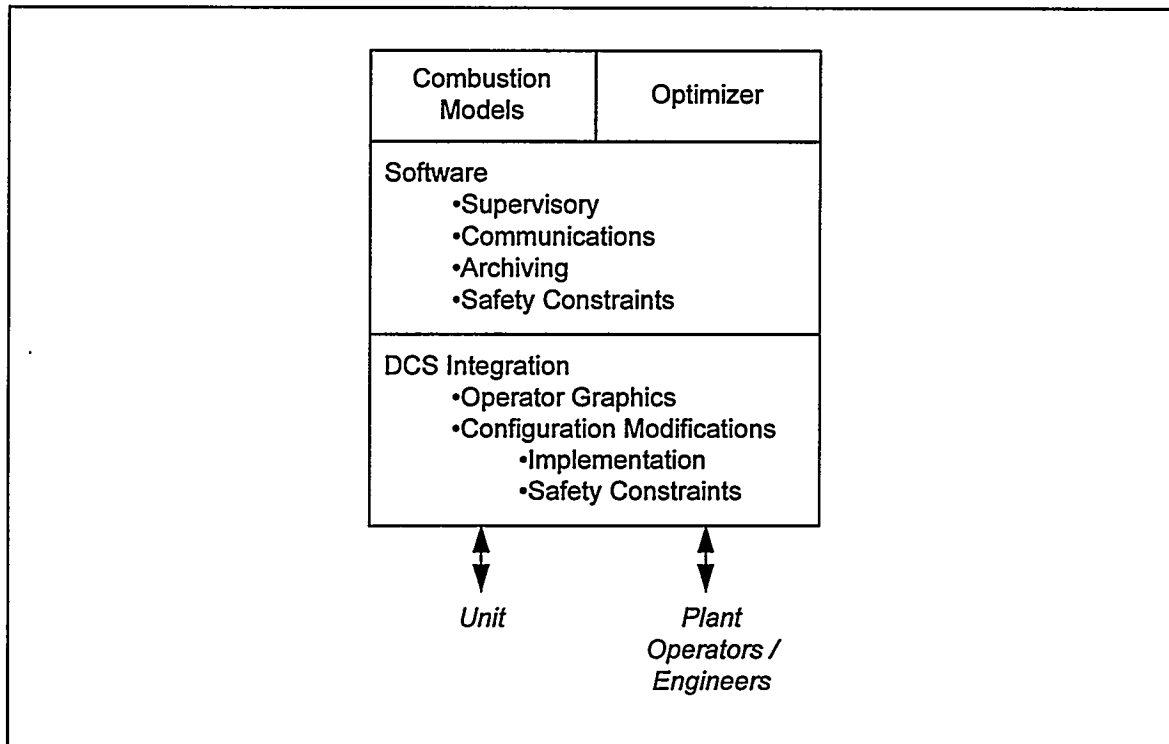 Combustion
Models
Optimizer
Software
•Supervisory
•Communications
•Archiving
•Safety Constraints
DCS Integration
•Operator Graphics
•Configuration Modifications
•Implementation
•Safety Constraints
Unit
Plant
Operators /
Engineers